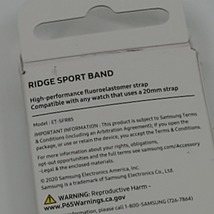 RIDGE SPORT BAND
High-performance fluoroelastomer strap
Compatible with any watch that uses a 20mm strap
Model : ET-SFR85
IMPORTANT INFORMATION : This product is subject to Samsung Terms
& Conditions (including an Arbitration Agreement). If you open the
package, or use or retain the device, you accept the Terms & Conditions.
For more information about your rights, obligations,
opt-out opportunities and the full terms see samsung.com/Accessory
Legal & in the manual.
© 2020 Samsung Electronics America, Inc.
Samsung is a trademark of Samsung Electronics Co., Ltd.
WARNING: Reproductive Harm -
www.P65Warnings.ca.gov
please call 1-800-SAMSUNG (726-7864)